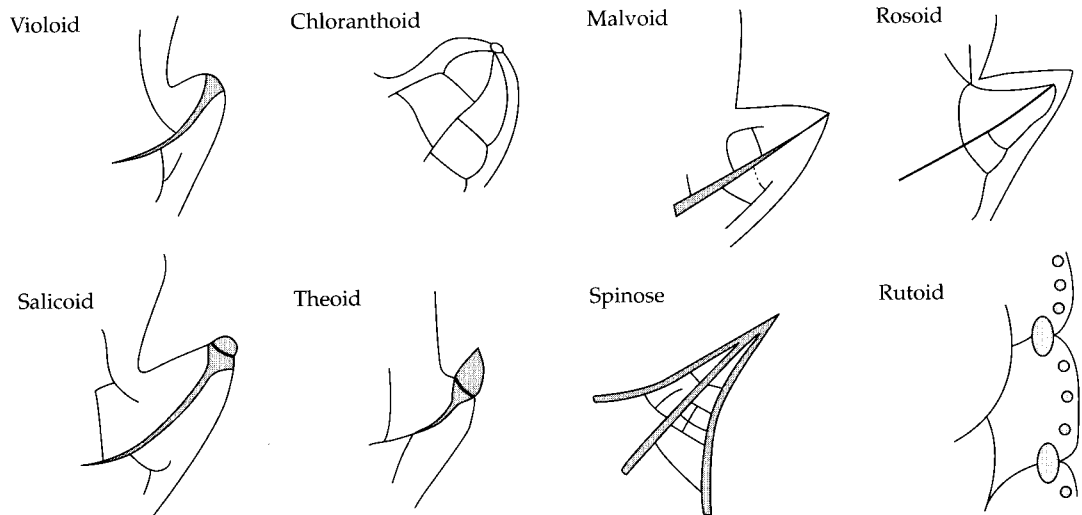 Violoid
Chloranthoid
Malvoid
Rosoid
Salicoid
Theoid
Spinose
Rutoid